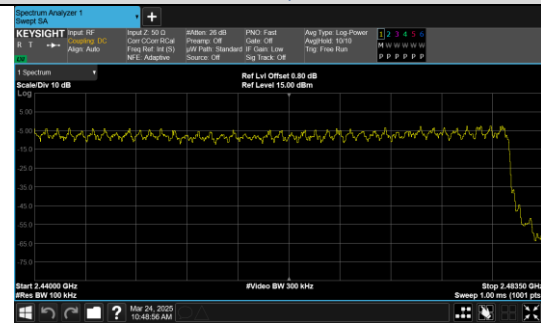 Spectrum Analyzer 1
Swept SA
+
KEYSIGHT
R T
Input: RF
Coupling: DC
Align: Auto
Input Z: 50 Ω
Corr CCorr RCal
Freq Ref: Int (S)
NFE: Adaptive
#Atten: 26 dB
Preamp: Off
µW Path: Standard
Source: Off
PNO: Fast
Gate: Off
IF Gain: Low
Sig Track: Off
Avg Type: Log-Power
Avg|Hold: 10/10
Trig: Free Run
1 2 3 4 5 6
M W W W W W
P P P P P P
1 Spectrum
Scale/Div 10 dB
Ref Lvl Offset 0.80 dB
Ref Level 15.00 dBm
Log
5.00
-5.00
-15.0
-25.0
-35.0
-45.0
-55.0
-65.0
-75.0
Start 2.44000 GHz
#Res BW 100 kHz
#Video BW 300 kHz
Stop 2.48350 GHz
Sweep 1.00 ms (1001 pts)
?
Mar 24, 2025
10:48:56 AM